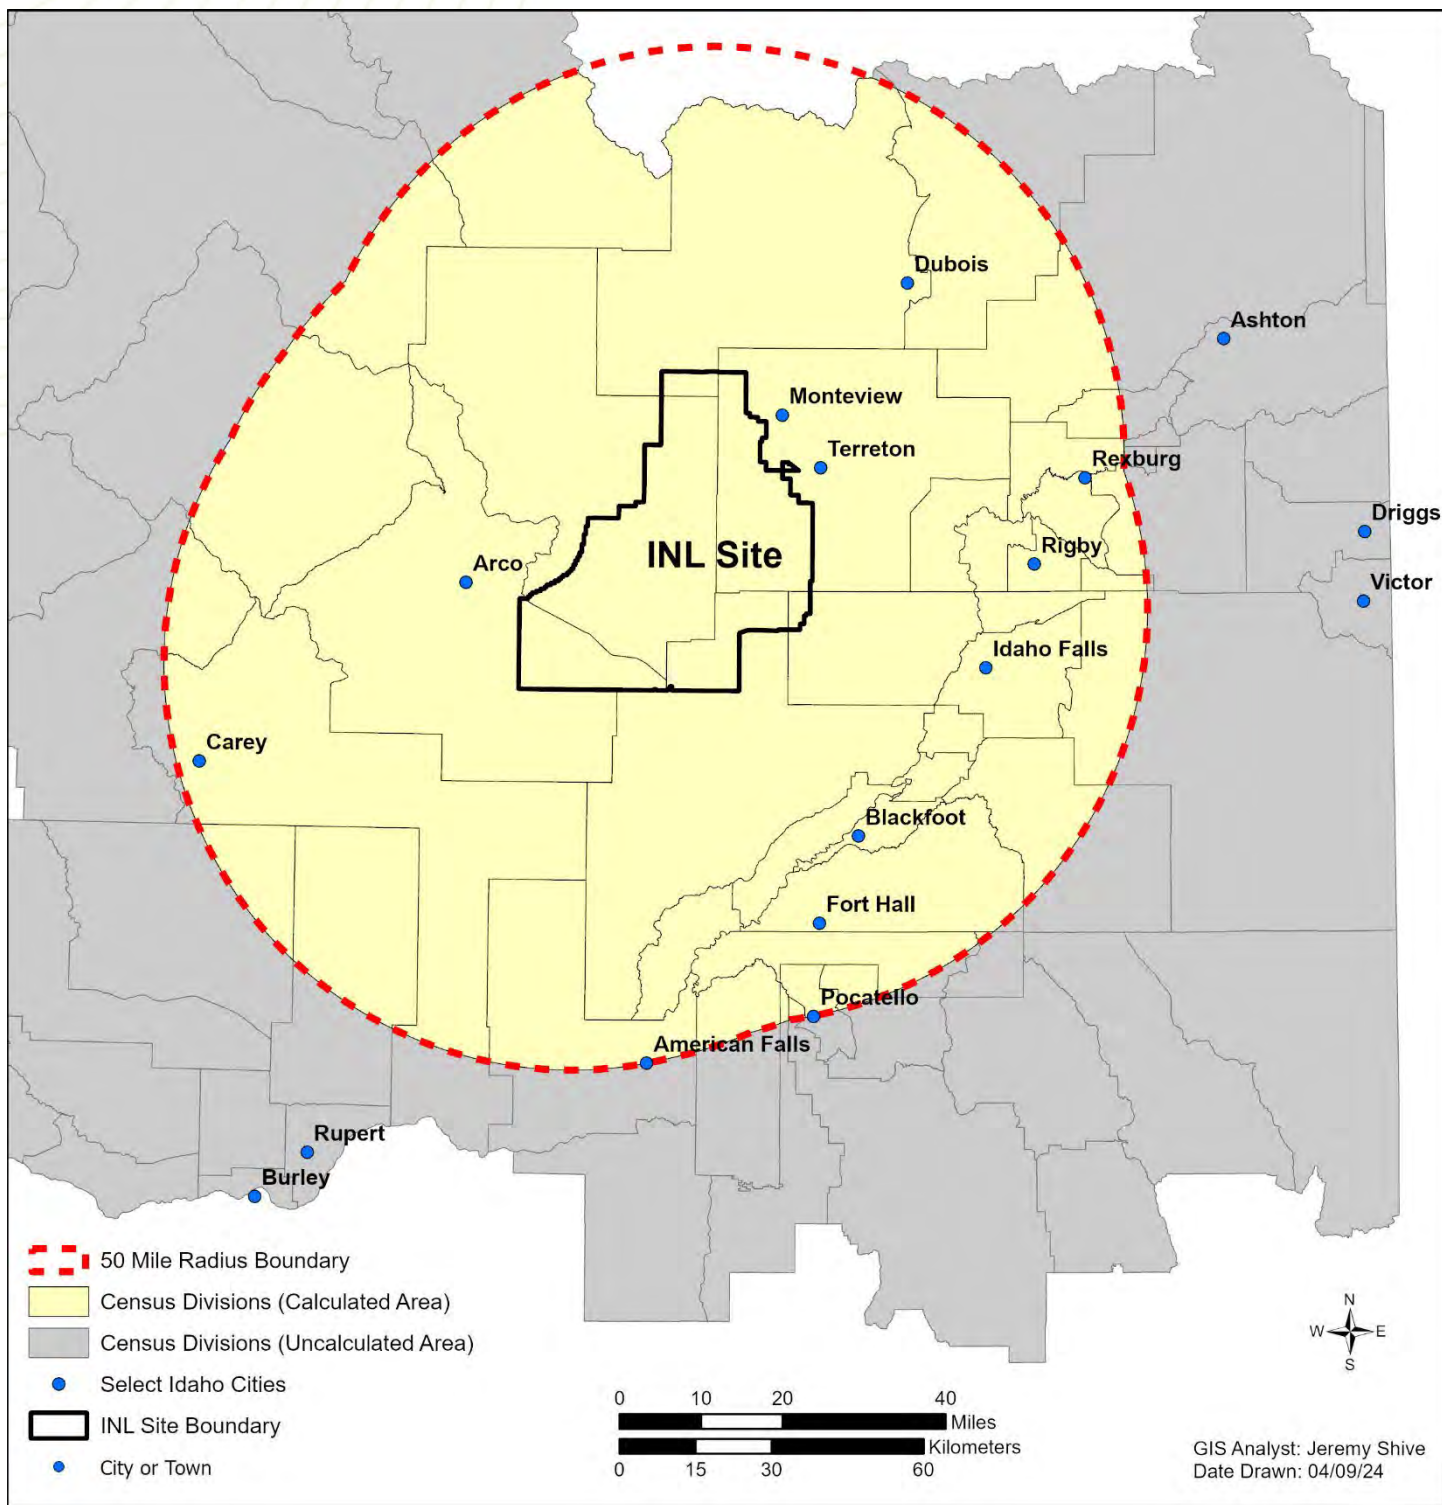 Dubois
Ashton
Monteview
Terreton
Rexburg
Driggs
INL Site
Rigby
Arco
Victor
Idaho Falls
Carey
Blackfoot
Fort Hall
Pocatello
American Falls
Rupert
Burley
50 Mile Radius Boundary
Census Divisions (Calculated Area)
Census Divisions (Uncalculated Area)
Select Idaho Cities
INL Site Boundary
City or Town
N
W E
S
0 10 20 40
Miles
Kilometers
0 15 30 60
GIS Analyst: Jeremy Shive
Date Drawn: 04/09/24